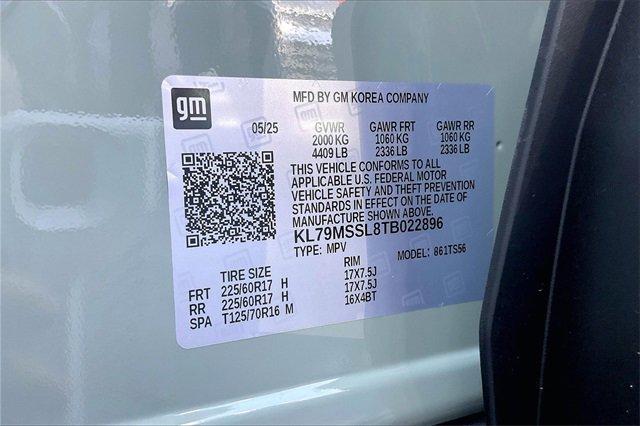 gm
MFD BY GM KOREA COMPANY
05/25 GVWR GAWR FRT GAWR RR
2000 KG 1060 KG 1060 KG
4409 LB 2336 LB 2336 LB
THIS VEHICLE CONFORMS TO ALL
APPLICABLE U.S. FEDERAL MOTOR
VEHICLE SAFETY AND THEFT PREVENTION
STANDARDS IN EFFECT ON THE DATE OF
MANUFACTURE SHOWN ABOVE.
KL79MSSL8TB022896
TYPE: MPV MODEL: 861TS56
TIRE SIZE RIM
FRT 225/60R17 H 17X7.5J
RR 225/60R17 H 17X7.5J
SPA T125/70R16 M 16X4BT